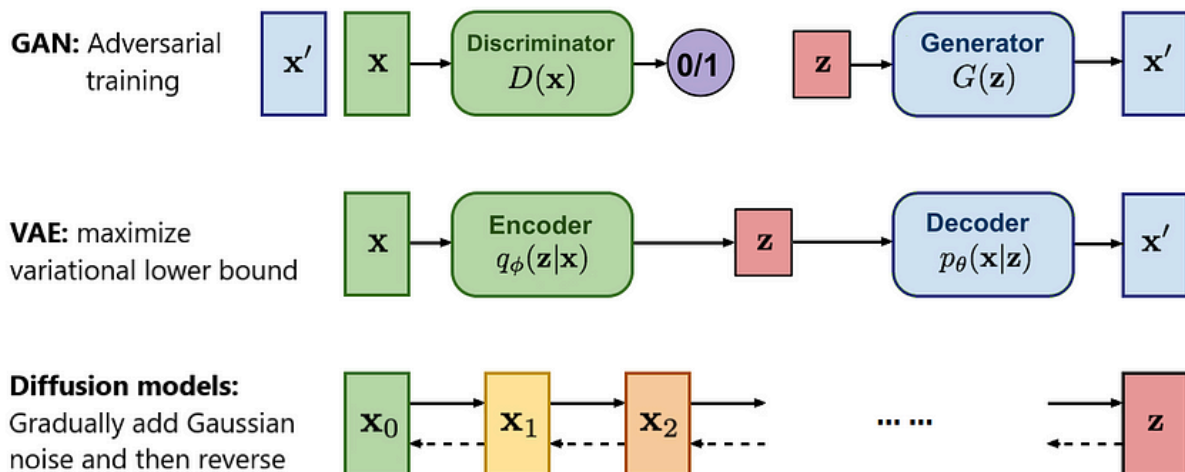 GAN: Adversarial
training
x′
x
Discriminator
D(x)
0/1
z
Generator
G(z)
x′
VAE: maximize
variational lower bound
x
Encoder
qϕ(z|x)
z
Decoder
pθ(x|z)
x′
Diffusion models:
Gradually add Gaussian
noise and then reverse
x₀
x₁
x₂
... ...
z